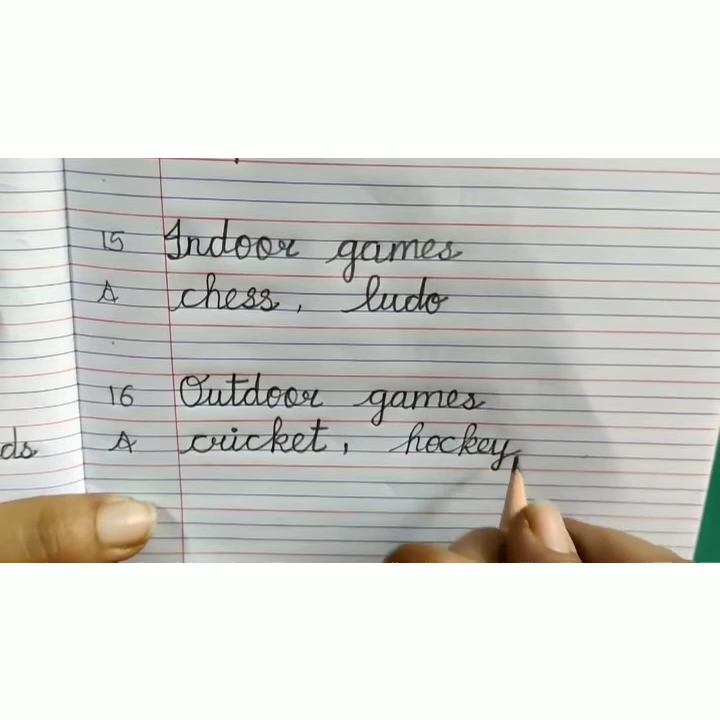 15 Indoor games
A chess, ludo
16 Outdoor games
ds A cricket, hockey,